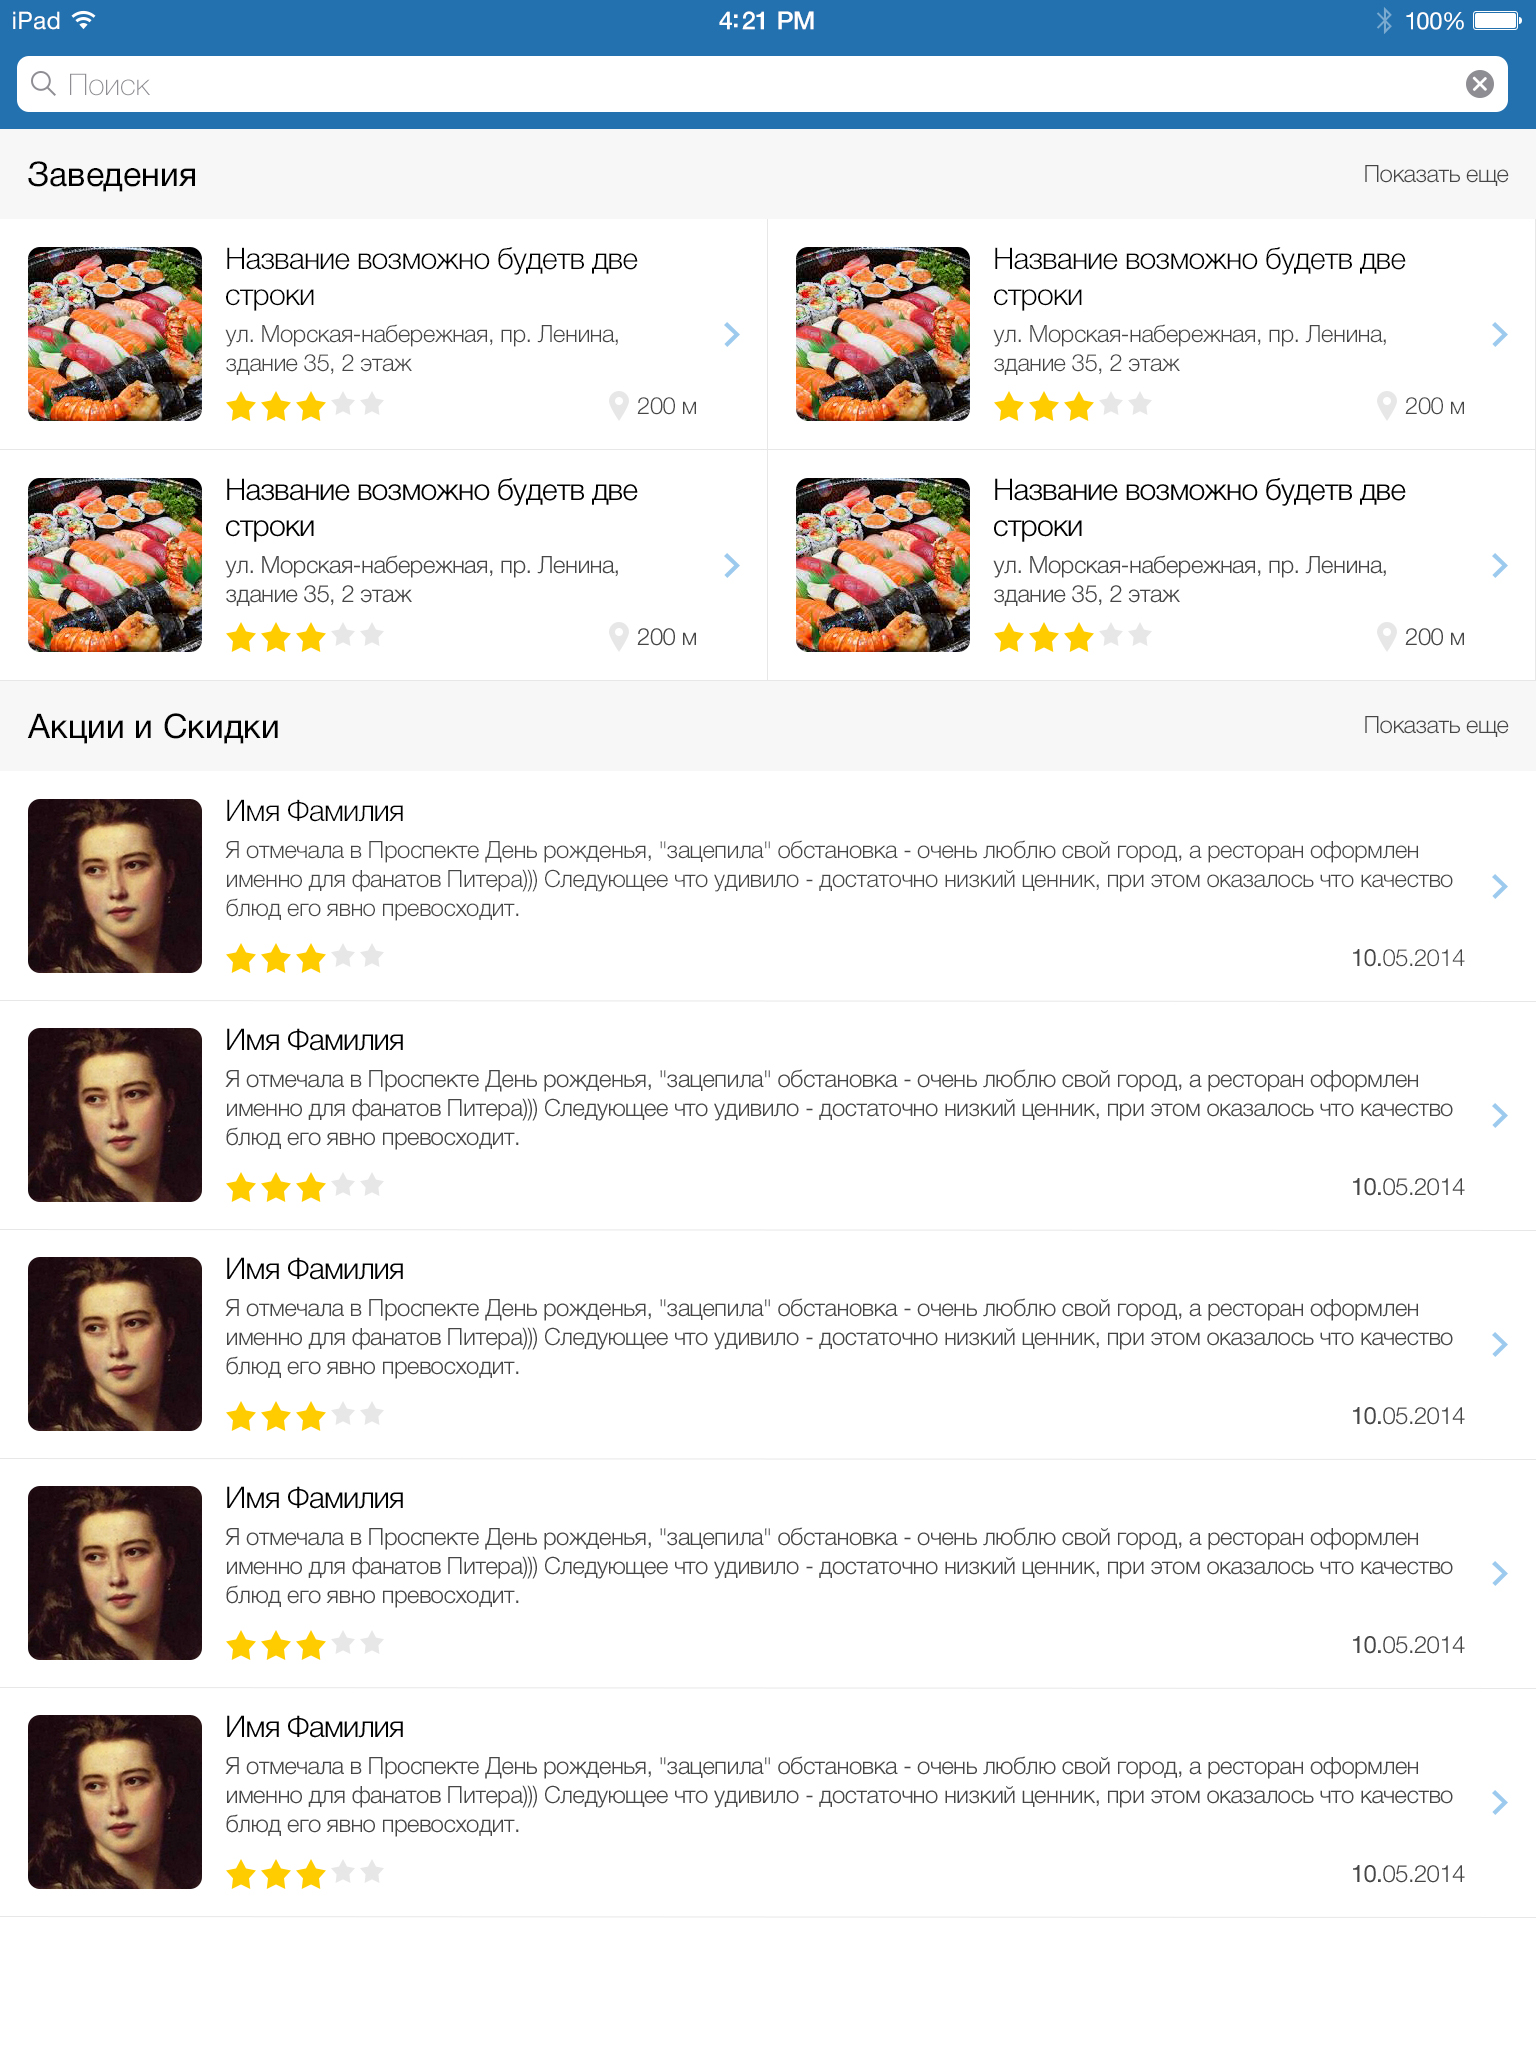 iPad 4:21 PM 100%
Поиск
Заведения Показать еще
Название возможно будетв две
строки
ул. Морская-набережная, пр. Ленина,
здание 35, 2 этаж
200 м
Название возможно будетв две
строки
ул. Морская-набережная, пр. Ленина,
здание 35, 2 этаж
200 м
Название возможно будетв две
строки
ул. Морская-набережная, пр. Ленина,
здание 35, 2 этаж
200 м
Название возможно будетв две
строки
ул. Морская-набережная, пр. Ленина,
здание 35, 2 этаж
200 м
Акции и Скидки Показать еще
Имя Фамилия
Я отмечала в Проспекте День рожденья, "зацепила" обстановка - очень люблю свой город, а ресторан оформлен
именно для фанатов Питера))) Следующее что удивило - достаточно низкий ценник, при этом оказалось что качество
блюд его явно превосходит.
10.05.2014
Имя Фамилия
Я отмечала в Проспекте День рожденья, "зацепила" обстановка - очень люблю свой город, а ресторан оформлен
именно для фанатов Питера))) Следующее что удивило - достаточно низкий ценник, при этом оказалось что качество
блюд его явно превосходит.
10.05.2014
Имя Фамилия
Я отмечала в Проспекте День рожденья, "зацепила" обстановка - очень люблю свой город, а ресторан оформлен
именно для фанатов Питера))) Следующее что удивило - достаточно низкий ценник, при этом оказалось что качество
блюд его явно превосходит.
10.05.2014
Имя Фамилия
Я отмечала в Проспекте День рожденья, "зацепила" обстановка - очень люблю свой город, а ресторан оформлен
именно для фанатов Питера))) Следующее что удивило - достаточно низкий ценник, при этом оказалось что качество
блюд его явно превосходит.
10.05.2014
Имя Фамилия
Я отмечала в Проспекте День рожденья, "зацепила" обстановка - очень люблю свой город, а ресторан оформлен
именно для фанатов Питера))) Следующее что удивило - достаточно низкий ценник, при этом оказалось что качество
блюд его явно превосходит.
10.05.2014